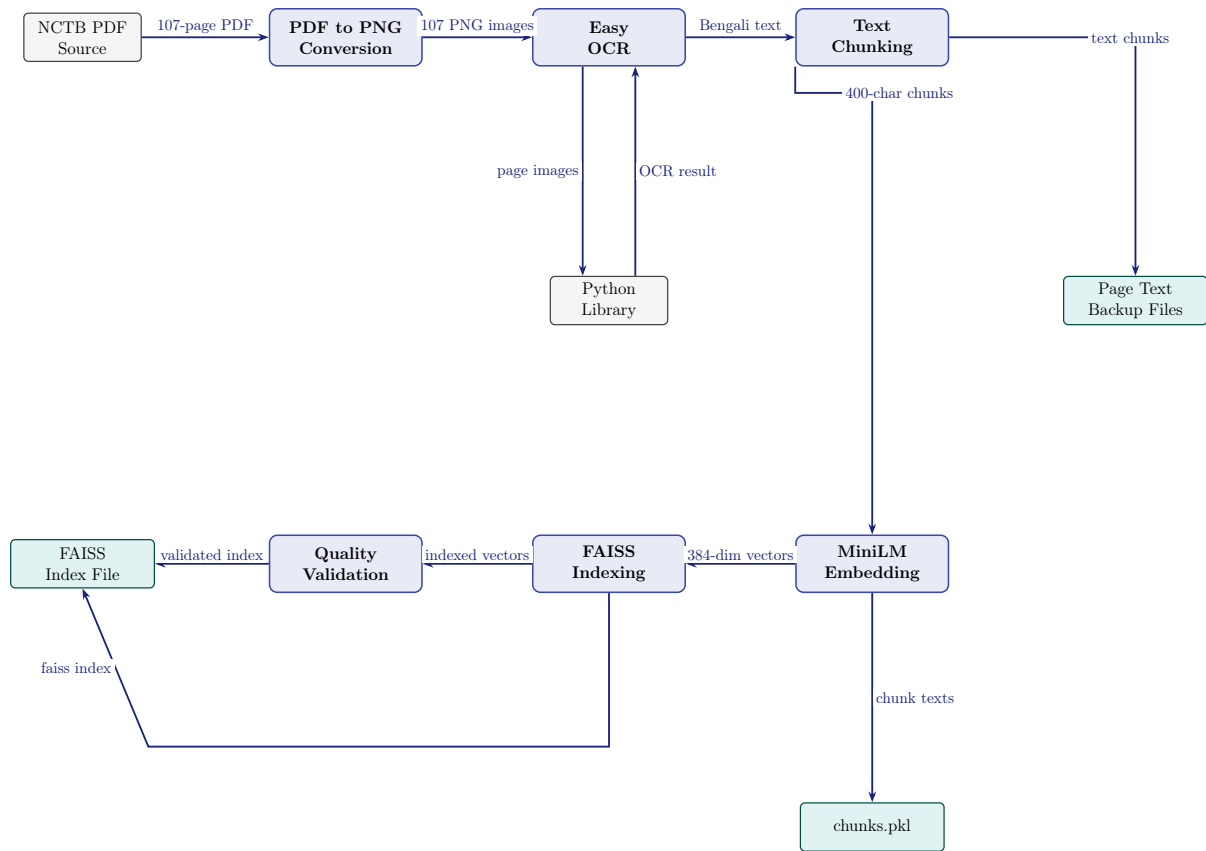 NCTB PDF
Source
107-page PDF
PDF to PNG
Conversion
107 PNG images
Easy
OCR
Bengali text
Text
Chunking
text chunks
400-char chunks
page images
OCR result
Python
Library
Page Text
Backup Files
FAISS
Index File
validated index
Quality
Validation
indexed vectors
FAISS
Indexing
384-dim vectors
MiniLM
Embedding
faiss index
chunk texts
chunks.pkl